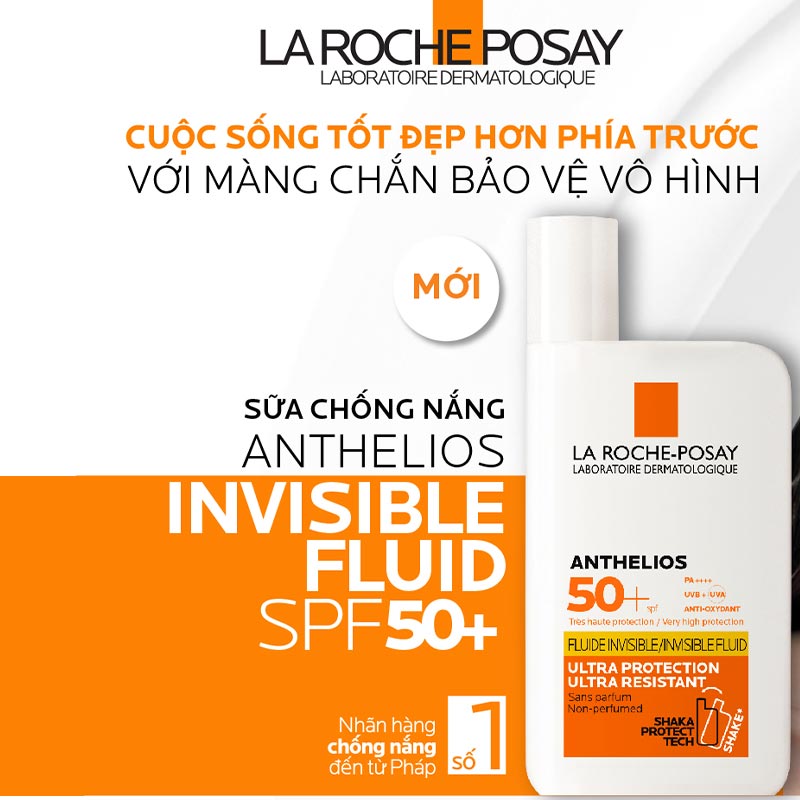 LA ROCHE POSAY
LABORATOIRE DERMATOLOGIQUE
CUỘC SỐNG TỐT ĐẸP HƠN PHÍA TRƯỚC
VỚI MÀNG CHẮN BẢO VỆ VÔ HÌNH
MỚI
SỮA CHỐNG NẮNG
ANTHELIOS
INVISIBLE
FLUID
SPF 50+
Nhãn hàng
chống nắng
đến từ Pháp
số 1
LA ROCHE-POSAY
LABORATOIRE DERMATOLOGIQUE
ANTHELIOS
50+ spf
PA ++++
UVB + UVA
ANTI-OXYDANT
Très haute protection / Very high protection
FLUIDE INVISIBLE/INVISIBLE FLUID
ULTRA PROTECTION
ULTRA RESISTANT
Sans parfum
Non-perfumed
SHAKA
PROTECT
TECH
SHAKE*